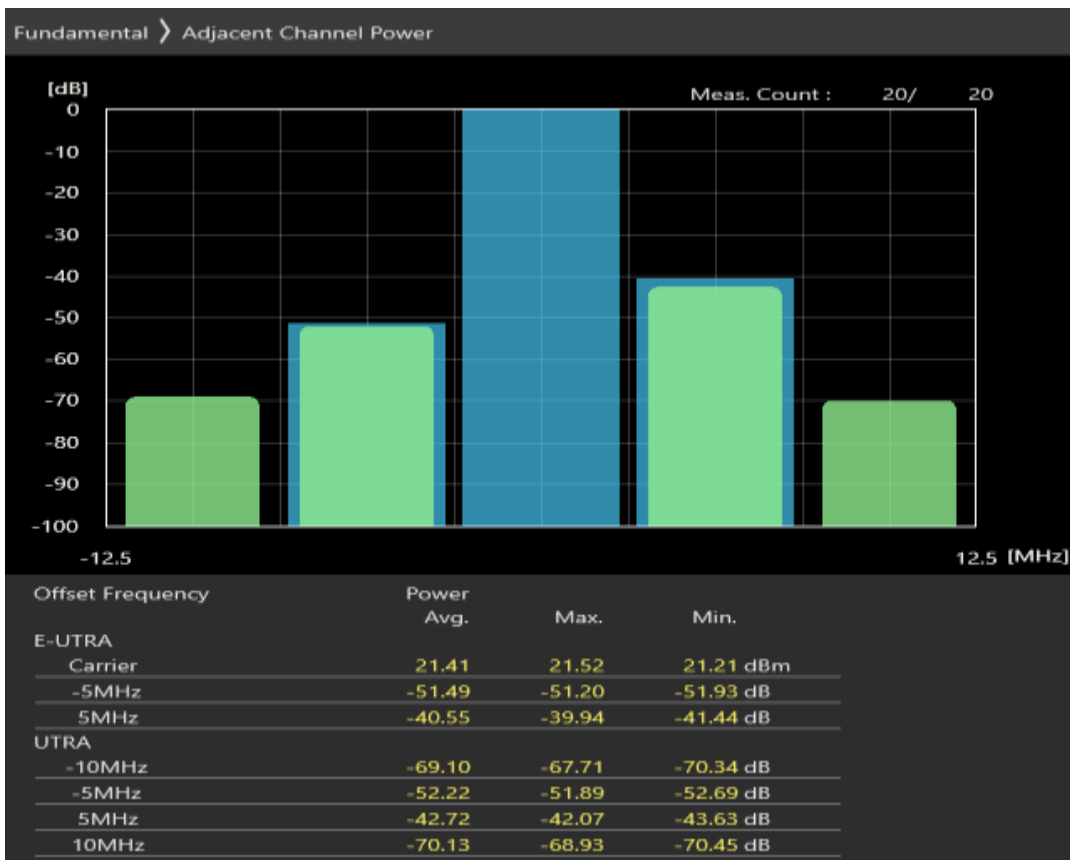 Fundamental ❯ Adjacent Channel Power
[dB]
Meas. Count : 20/ 20
0
-10
-20
-30
-40
-50
-60
-70
-80
-90
-100
-12.5 12.5 [MHz]
Offset Frequency Power
Avg. Max. Min.
E-UTRA
Carrier 21.41 21.52 21.21 dBm
-5MHz -51.49 -51.20 -51.93 dB
5MHz -40.55 -39.94 -41.44 dB
UTRA
-10MHz -69.10 -67.71 -70.34 dB
-5MHz -52.22 -51.89 -52.69 dB
5MHz -42.72 -42.07 -43.63 dB
10MHz -70.13 -68.93 -70.45 dB